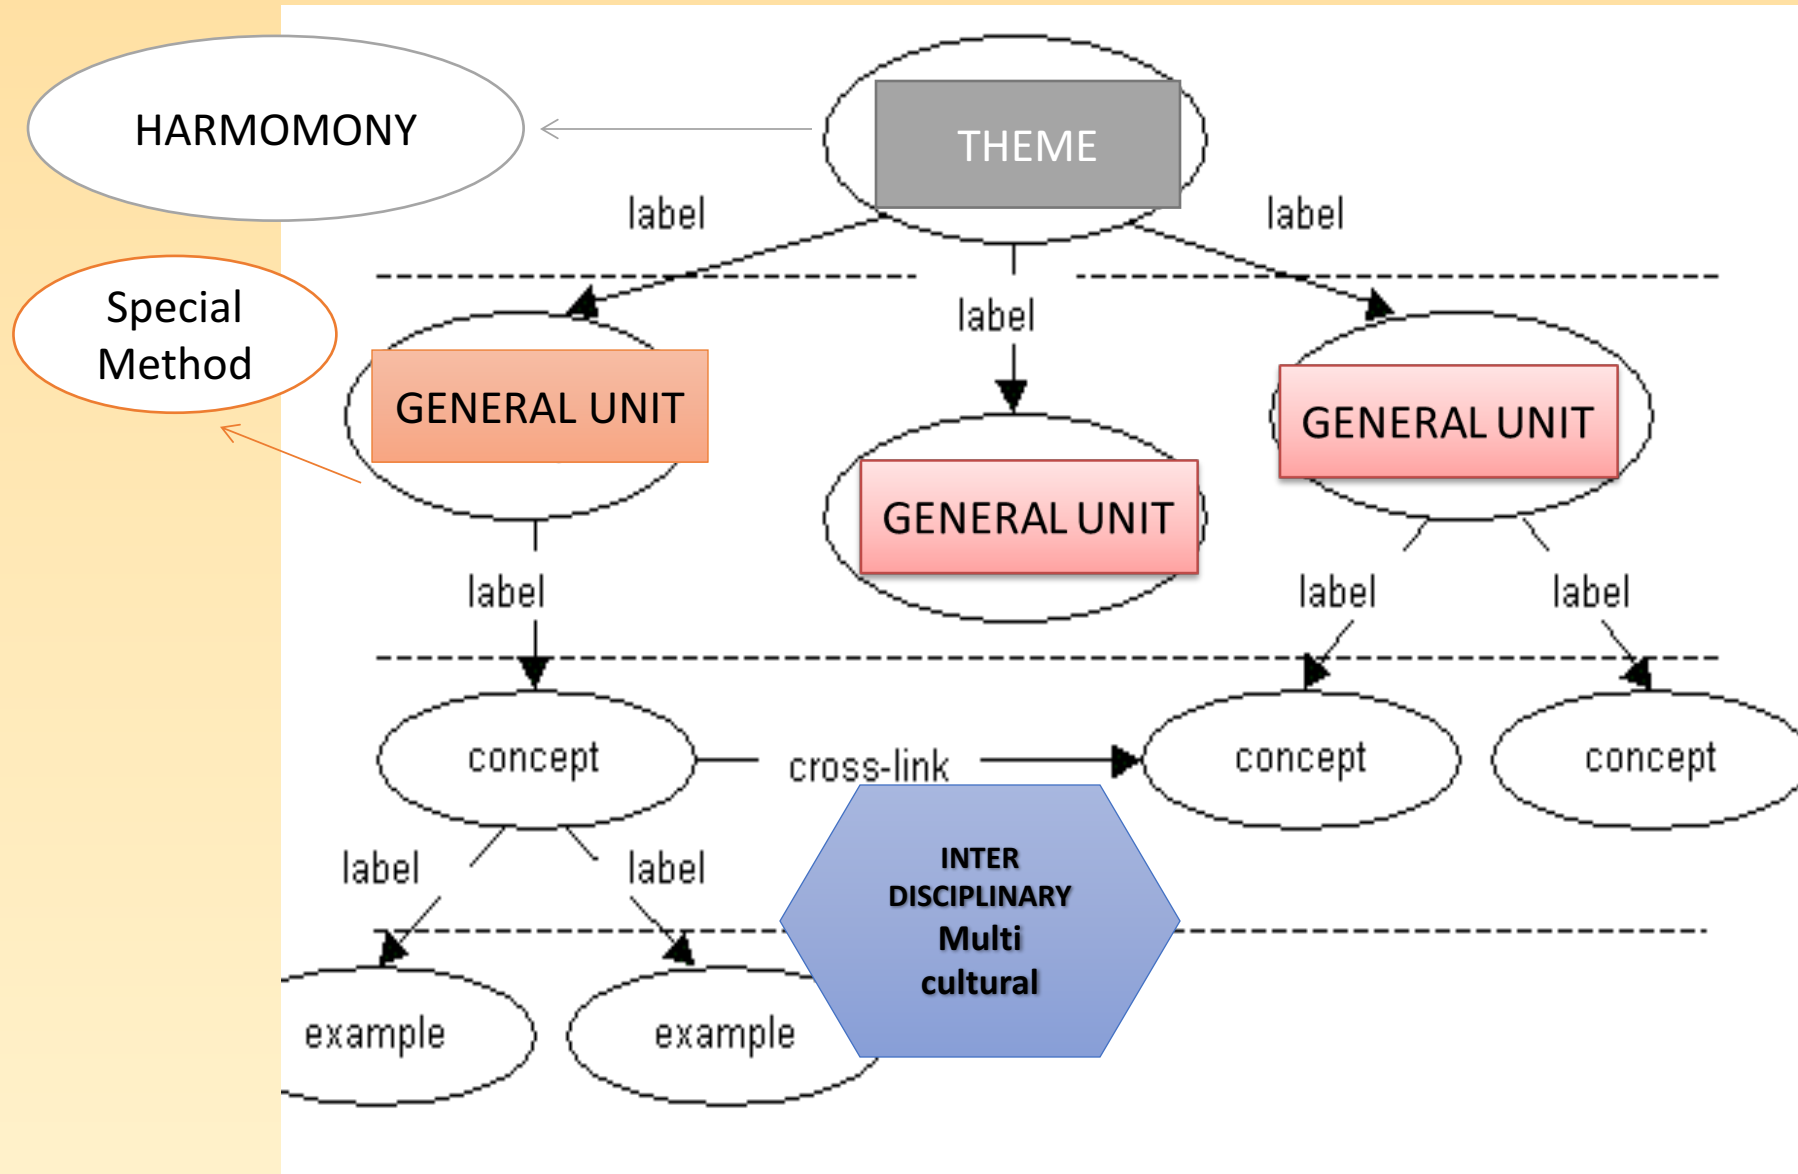 HARMOMONY
THEME
label
label
Special
Method
label
GENERAL UNIT
GENERAL UNIT
GENERAL UNIT
label
label
label
concept
cross-link
concept
concept
label
label
INTER
DISCIPLINARY
Multi
cultural
example
example